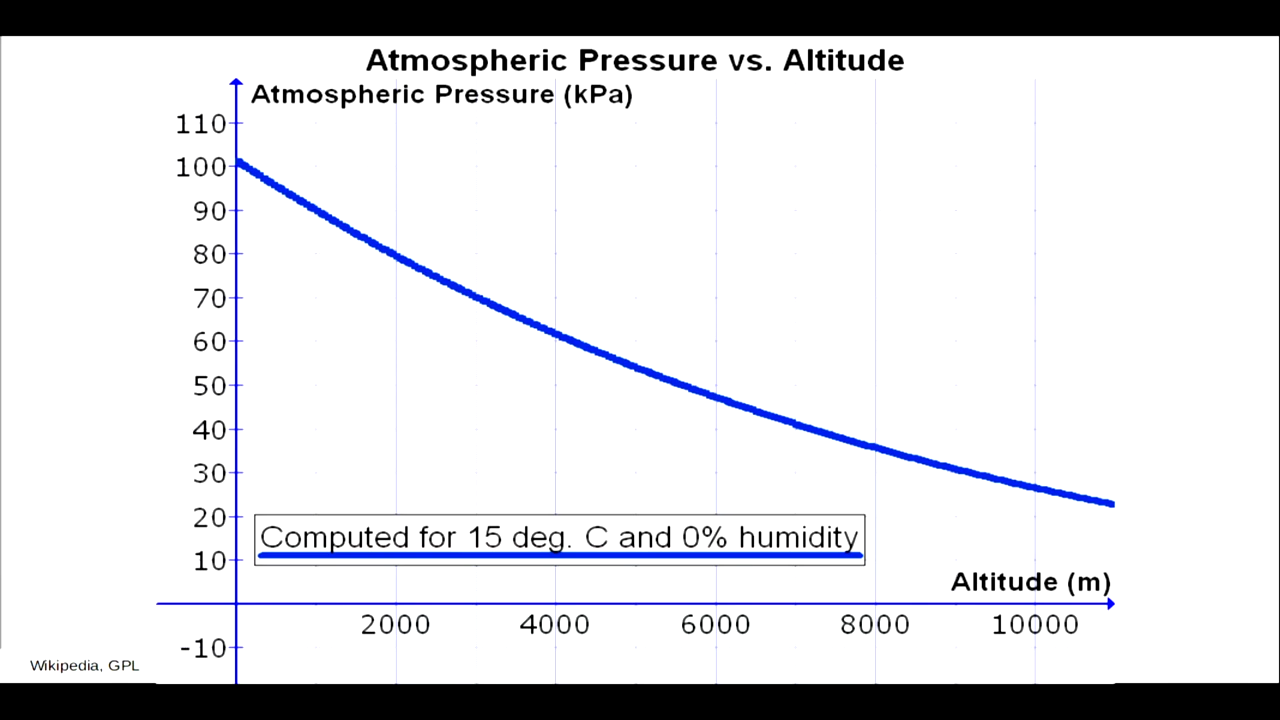 Atmospheric Pressure vs. Altitude
Atmospheric Pressure (kPa)
110
100
90
80
70
60
50
40
30
20
10
-10
Computed for 15 deg. C and 0% humidity
Altitude (m)
2000 4000 6000 8000 10000
Wikipedia, GPL